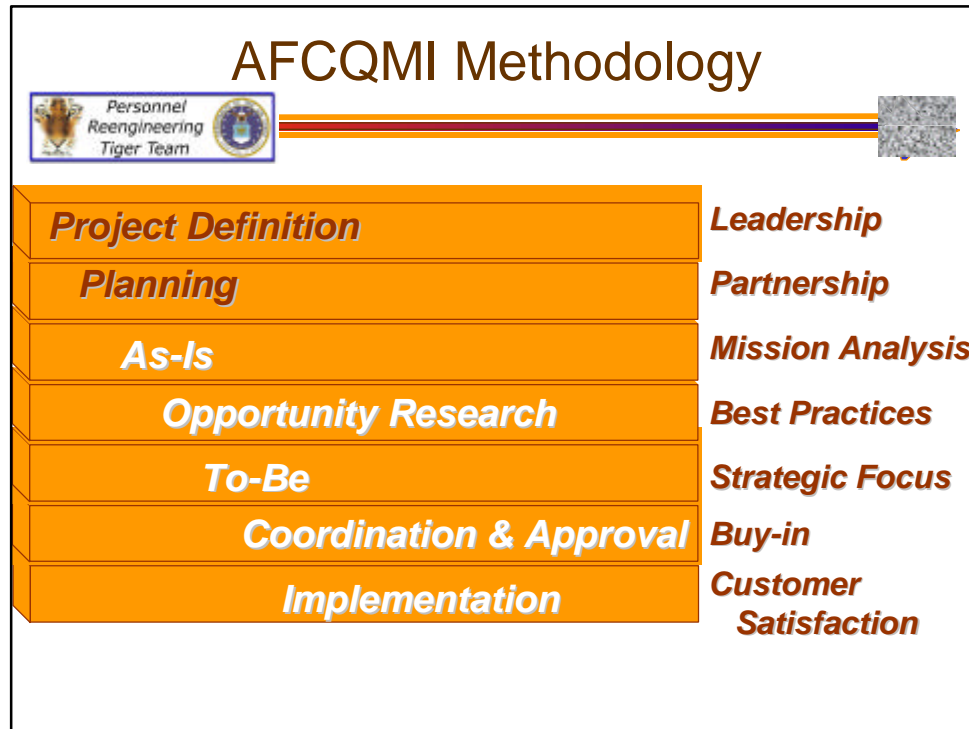 AFCQMI Methodology
Personnel
Reengineering
Tiger Team
Project Definition
Leadership
Planning
Partnership
As-Is
Mission Analysis
Opportunity Research
Best Practices
To-Be
Strategic Focus
Coordination & Approval
Buy-in
Implementation
Customer
Satisfaction